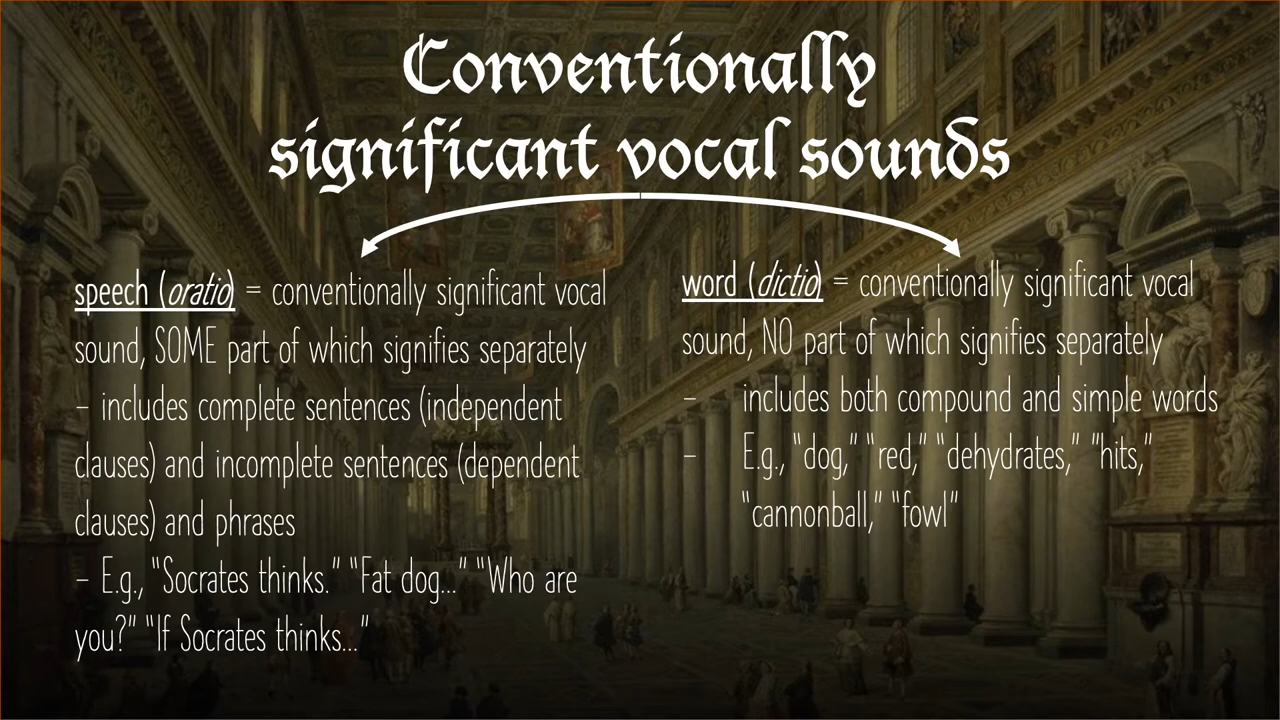 Conventionally
significant vocal sounds
speech (oratio) = conventionally significant vocal
sound, SOME part of which signifies separately
– includes complete sentences (independent
clauses) and incomplete sentences (dependent
clauses) and phrases
– E.g., “Socrates thinks.” “Fat dog…” “Who are
you?” “If Socrates thinks…”
word (dictio) = conventionally significant vocal
sound, NO part of which signifies separately
– includes both compound and simple words
– E.g., “dog,” “red,” “dehydrates,” “hits,”
“cannonball,” “fowl”